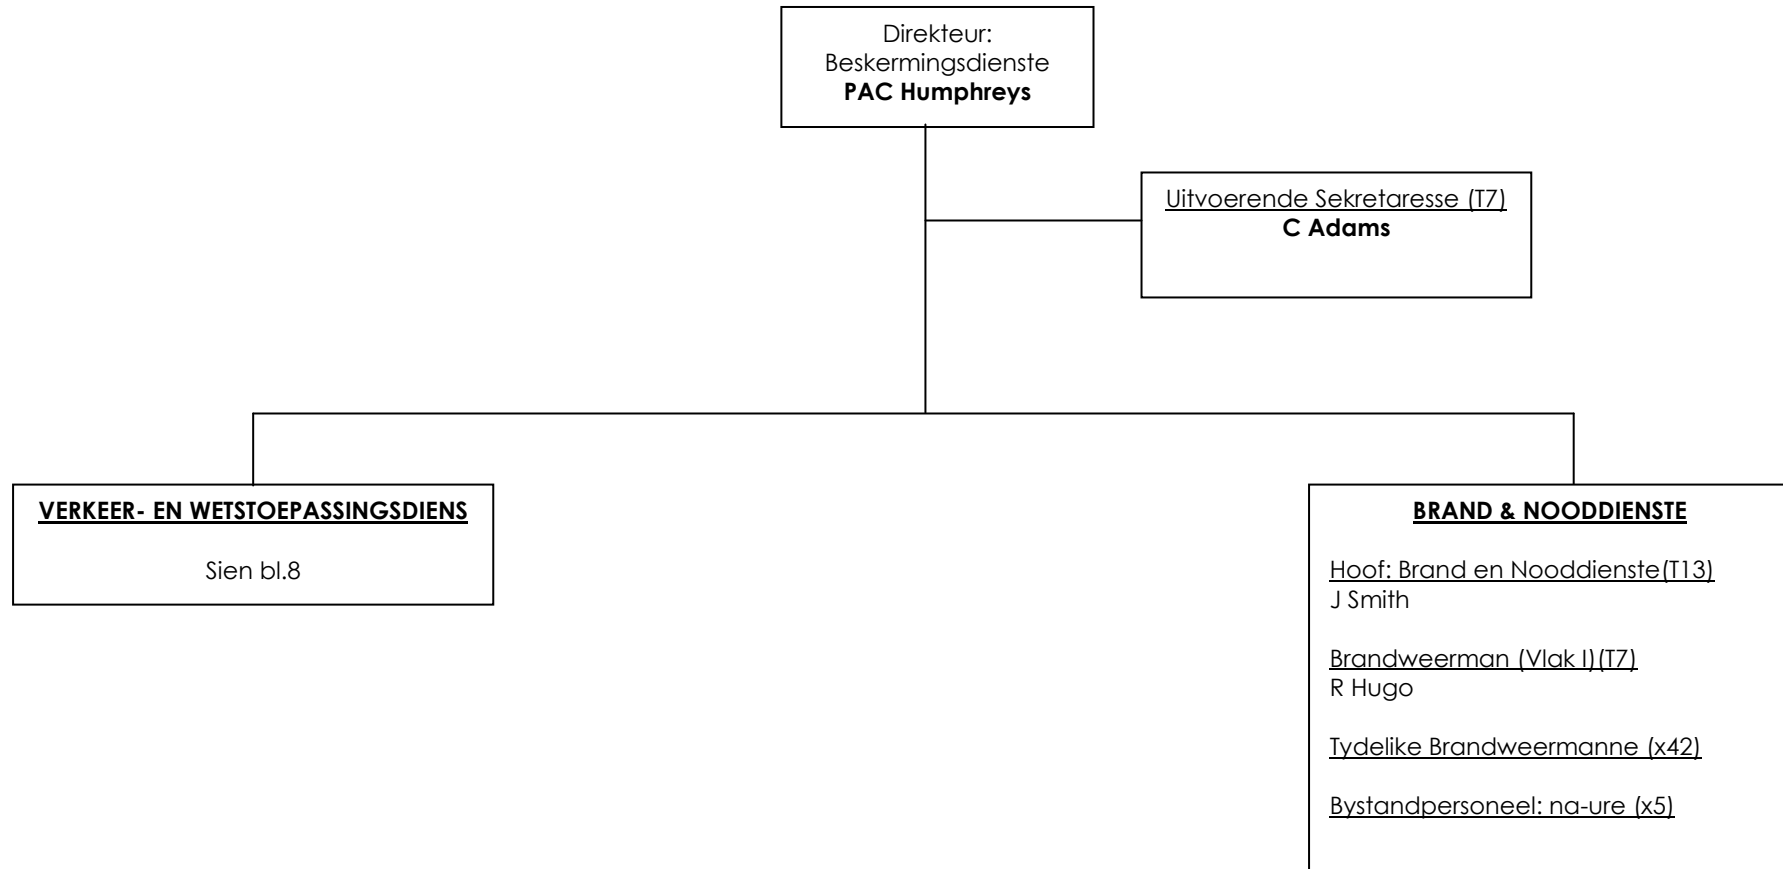 Direkteur:
Beskermingsdienste
PAC Humphreys
Uitvoerende Sekretaresse (T7)
C Adams
VERKEER- EN WETSTOEPASSINGSDIENS
Sien bl.8
BRAND & NOODDIENSTE
Hoof: Brand en Nooddienste(T13)
J Smith
Brandweerman (Vlak I)(T7)
R Hugo
Tydelike Brandweermanne (x42)
Bystandpersoneel: na-ure (x5)